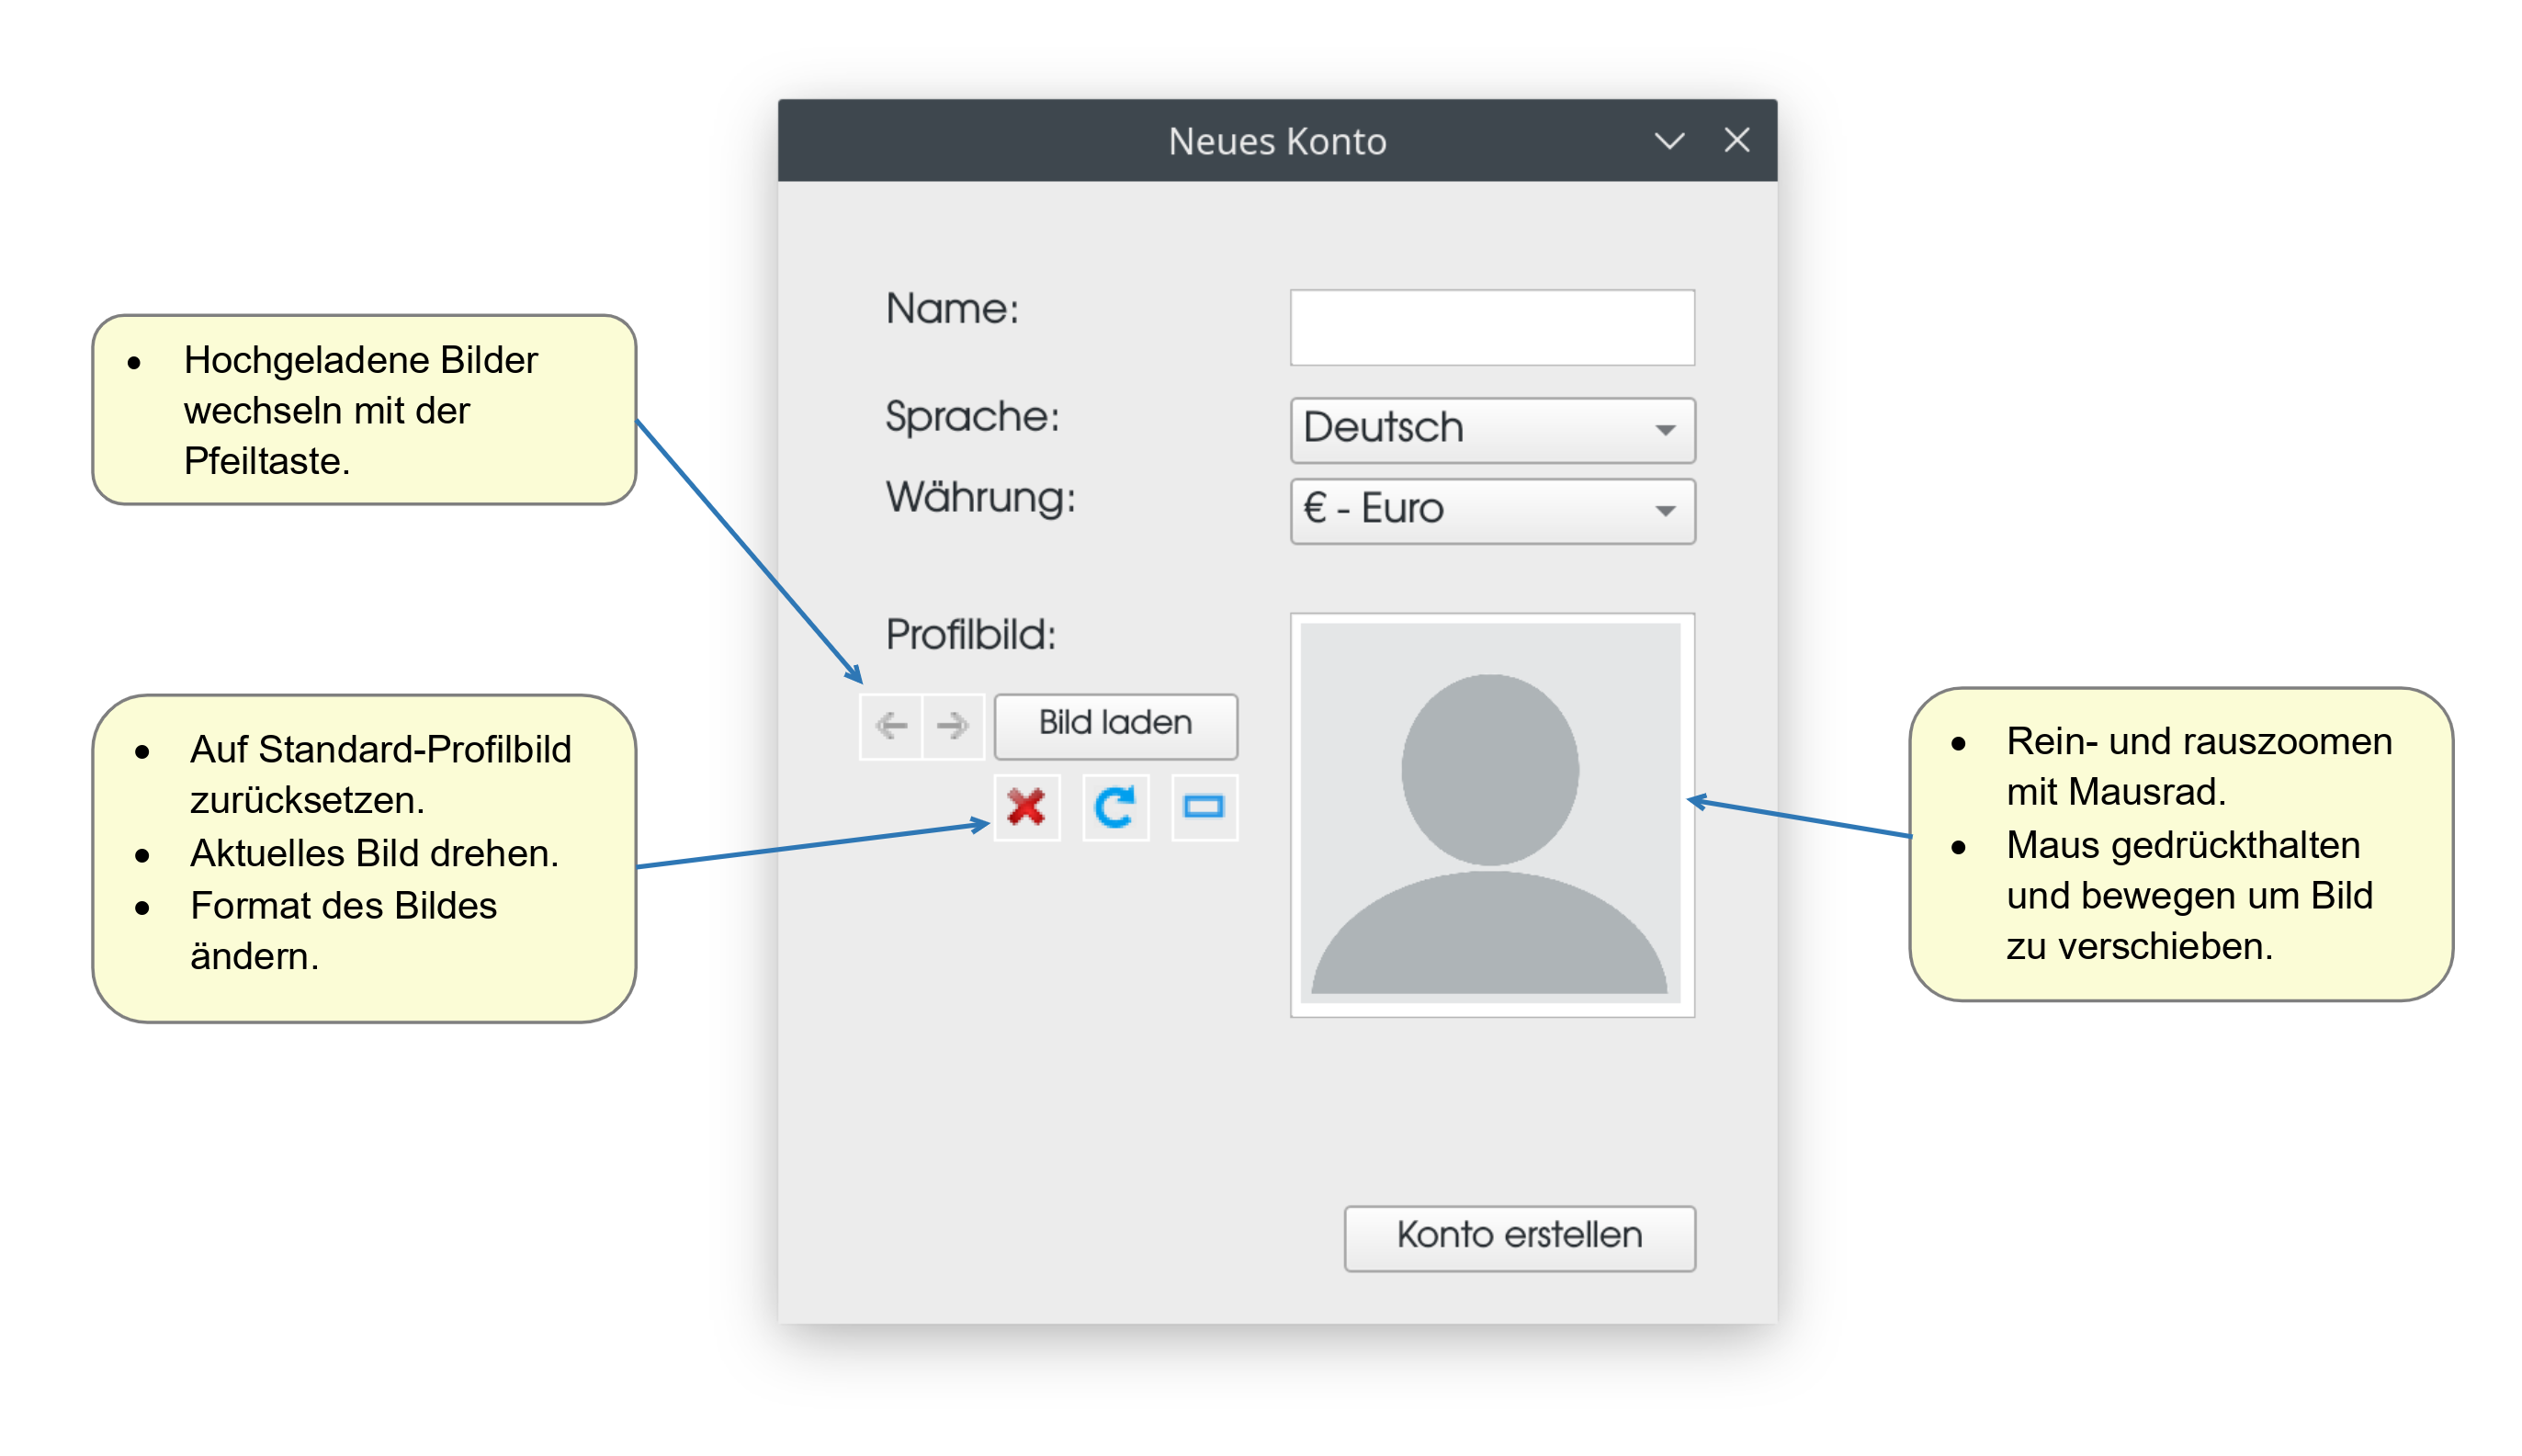 Neues Konto
Name:
Sprache:
Deutsch
Währung:
€ - Euro
Profilbild:
Bild laden
Konto erstellen
• Hochgeladene Bilder
wechseln mit der
Pfeiltaste.
• Auf Standard-Profilbild
zurücksetzen.
• Aktuelles Bild drehen.
• Format des Bildes
ändern.
• Rein- und rauszoomen
mit Mausrad.
• Maus gedrückthalten
und bewegen um Bild
zu verschieben.